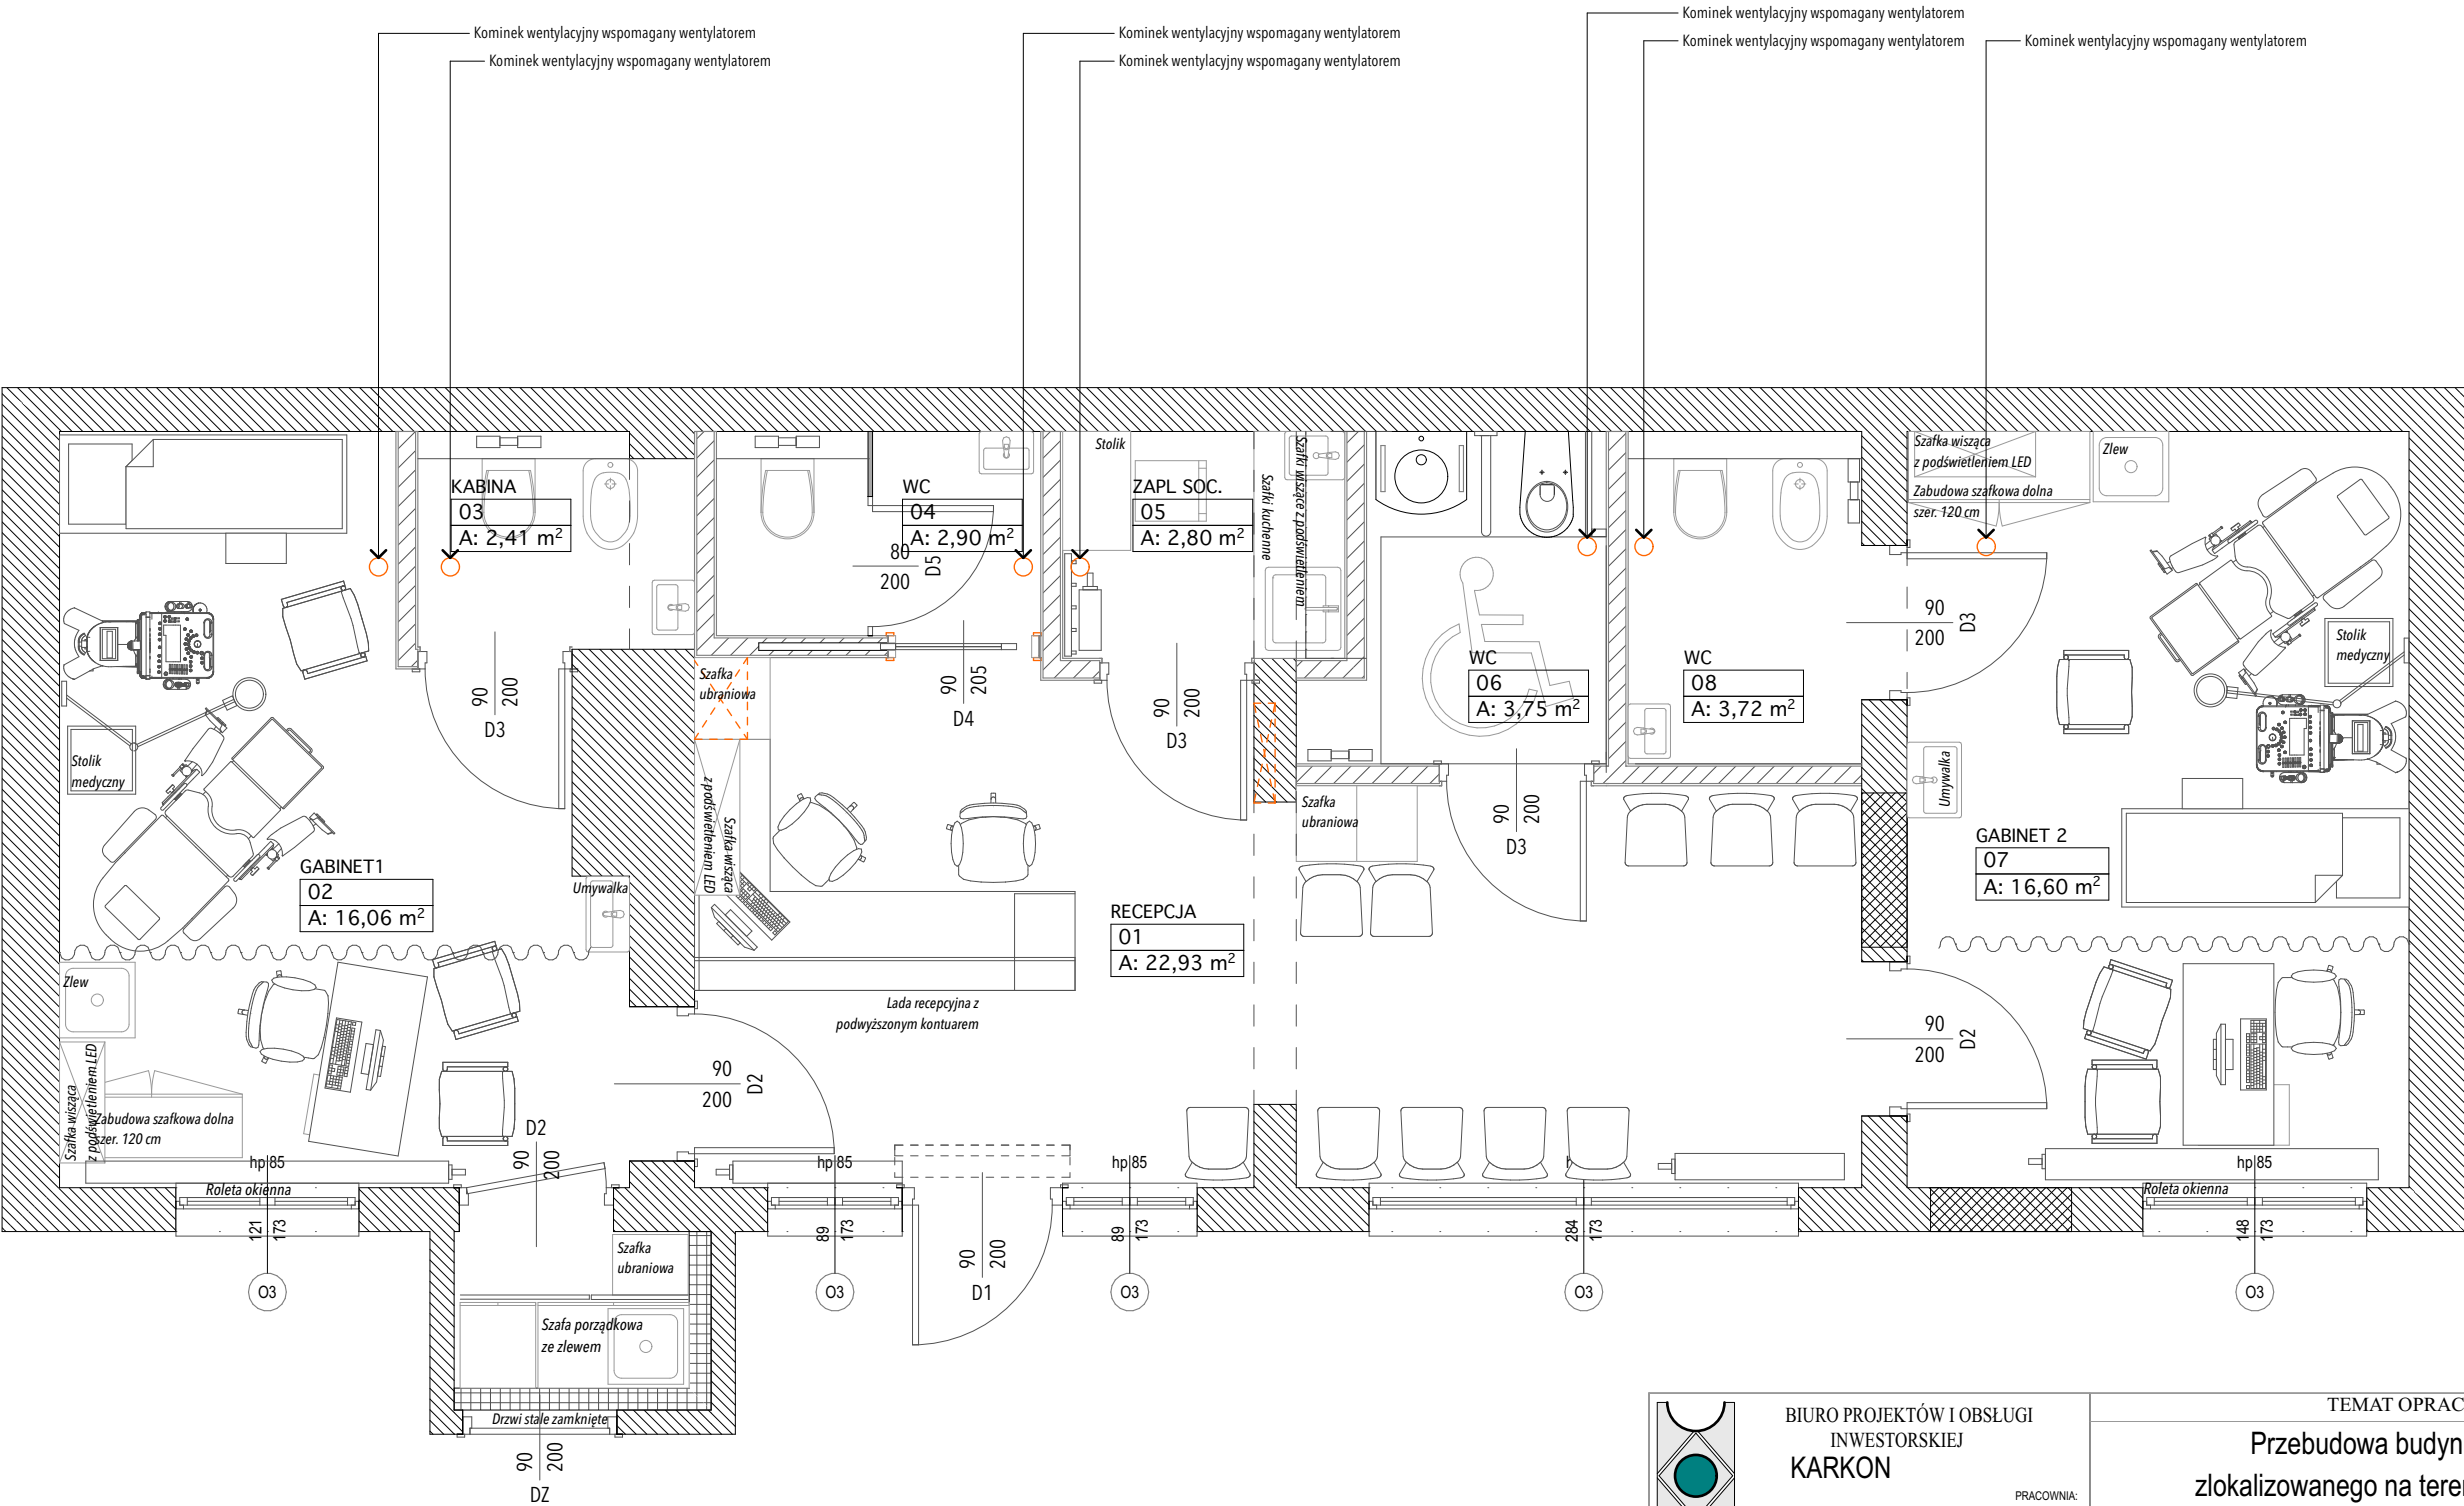 Kominek wentylacyjny wspomagany wentylatorem
Kominek wentylacyjny wspomagany wentylatorem
Kominek wentylacyjny wspomagany wentylatorem
Kominek wentylacyjny wspomagany wentylatorem
Kominek wentylacyjny wspomagany wentylatorem
Kominek wentylacyjny wspomagany wentylatorem
Kominek wentylacyjny wspomagany wentylatorem
KABINA
03
A: 2,41 m²
WC
04
A: 2,90 m²
80
200
D5
Stolik
ZAPL SOC.
05
A: 2,80 m²
Szafki kuchenne
Szafki wiszące z podświetleniem
Szafka wisząca
z podświetleniem LED
Zlew
Zabudowa szafkowa dolna
szer. 120 cm
90
200
D3
Stolik
medyczny
WC
06
A: 3,75 m²
WC
08
A: 3,72 m²
90
200
D3
Szafka
ubraniowa
90
205
D4
90
200
D3
Stolik
medyczny
Szafka wisząca
z podświetleniem LED
Szafka
ubraniowa
90
200
D3
Umywalka
GABINET 2
07
A: 16,60 m²
GABINET1
02
A: 16,06 m²
Umywalka
RECEPCJA
01
A: 22,93 m²
Zlew
Lada recepcyjna z
podwyższonym kontuarem
90
200
D2
90
200
D2
Szafka wisząca
z podświetleniem LED
Zabudowa szafkowa dolna
szer. 120 cm
D2
90
200
hp 85
Roleta okienna
121
173
O3
hp 85
89
173
O3
90
200
D1
hp 85
89
173
O3
284
173
O3
hp 85
Roleta okienna
148
173
O3
Szafka
ubraniowa
Szafa porządkowa
ze zlewem
Drzwi stale zamknięte
90
200
DZ
BIURO PROJEKTÓW I OBSŁUGI
INWESTORSKIEJ
KARKON
PRACOWNIA:
TEMAT OPRAC
Przebudowa budyn
zlokalizowanego na tere